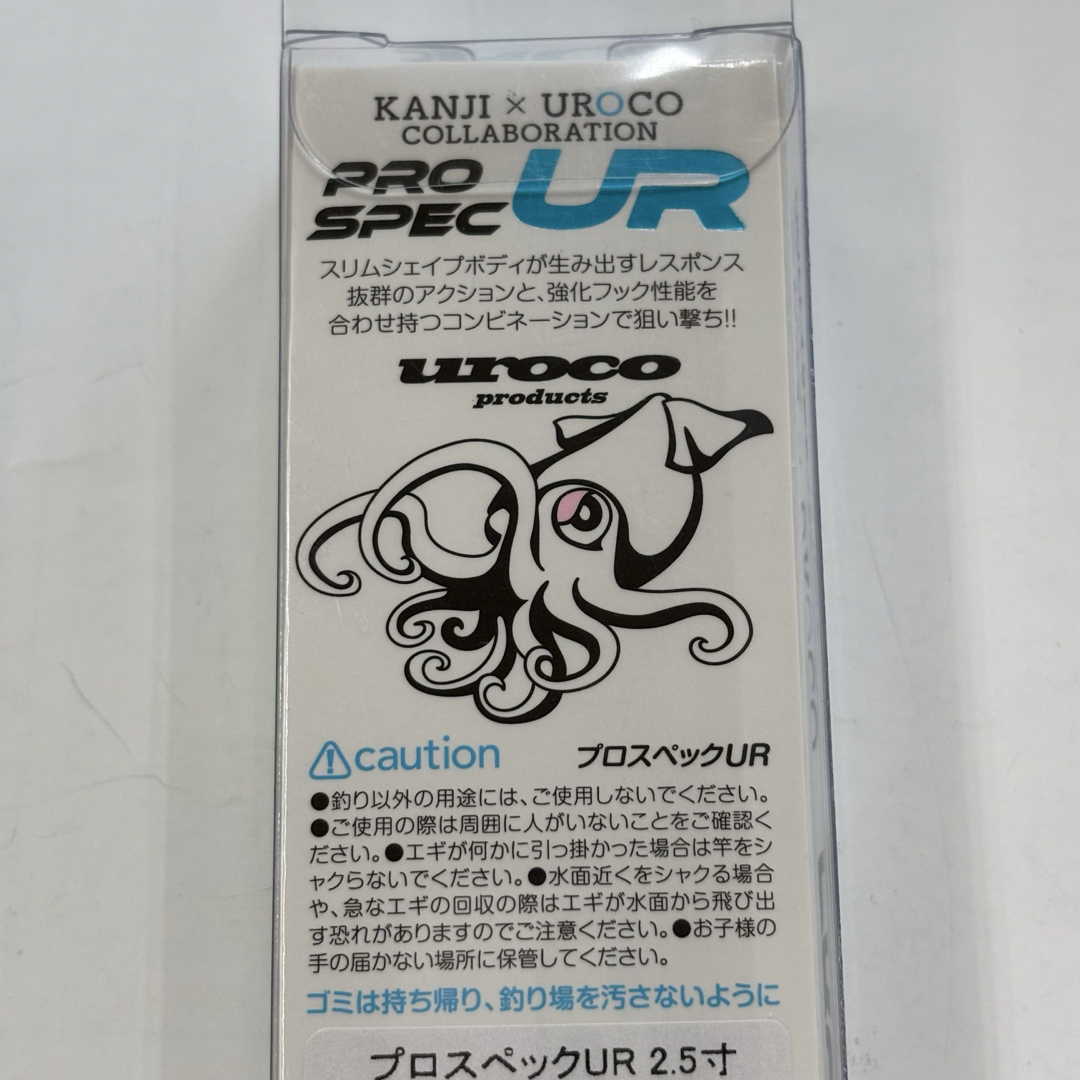 KANJI × UROCO
COLLABORATION
PRO
SPEC UR
スリムシェイプボディが生み出すレスポンス
抜群のアクションと、強化フック性能を
合わせ持つコンビネーションで狙い撃ち!!
uroco
products
caution プロスペックUR
●釣り以外の用途には、ご使用しないでください。
●ご使用の際は周囲に人がいないことをご確認く
ださい。●エギが何かに引っ掛かった場合は竿をシ
ャクらないでください。●水面近くをシャクる場合
や、急なエギの回収の際はエギが水面から飛び出
す恐れがありますのでご注意ください。●お子様の
手の届かない場所に保管してください。
ゴミは持ち帰り、釣り場を汚さないように
プロスペックUR 2.5寸